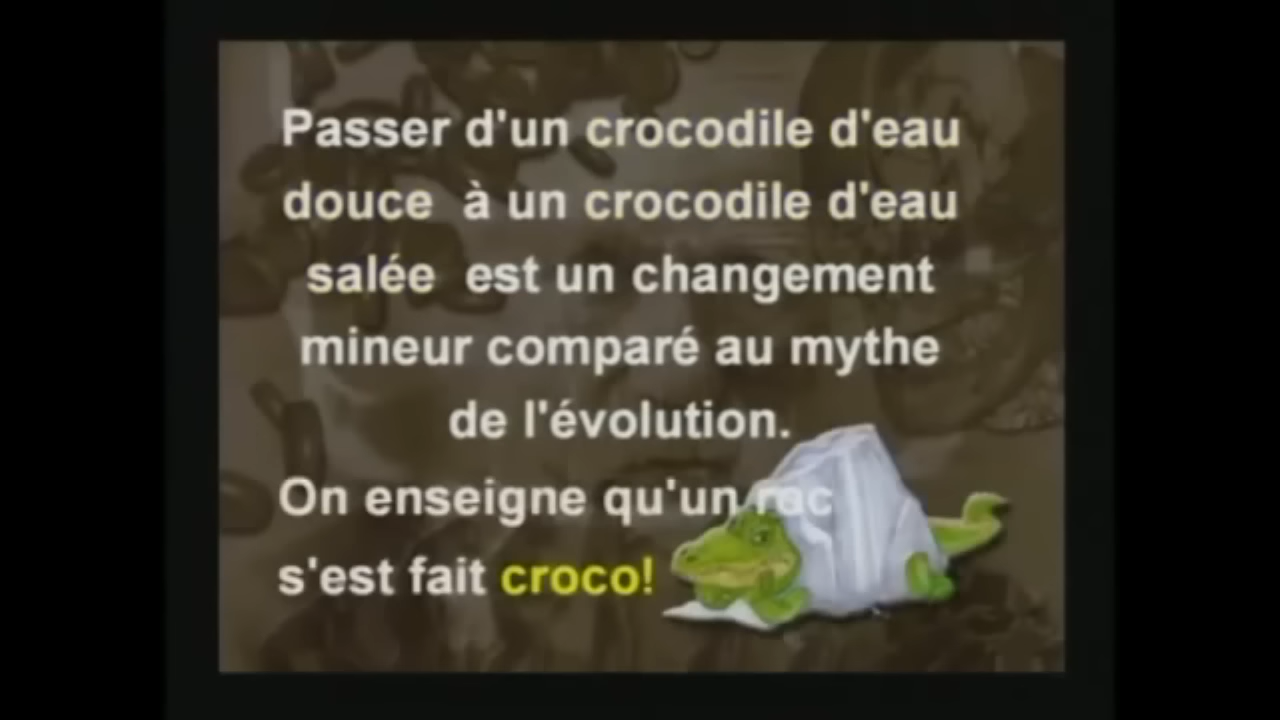 Passer d'un crocodile d'eau
douce à un crocodile d'eau
salée est un changement
mineur comparé au mythe
de l'évolution.
On enseigne qu'un roc
s'est fait croco!